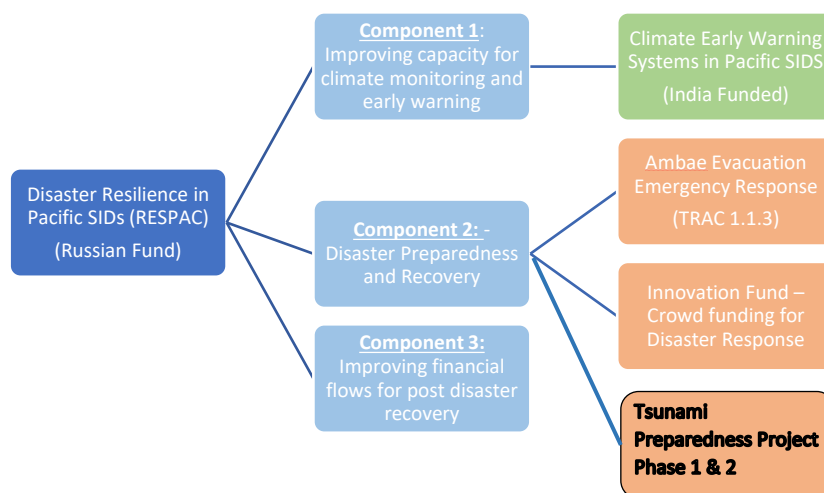 Disaster Resilience in
Pacific SIDs (RESPAC)
(Russian Fund)
Component 1:
Improving capacity for
climate monitoring and
early warning
Component 2: -
Disaster Preparedness
and Recovery
Component 3:
Improving financial
flows for post disaster
recovery
Climate Early Warning
Systems in Pacific SIDS
(India Funded)
Ambae Evacuation
Emergency Response
(TRAC 1.1.3)
Innovation Fund –
Crowd funding for
Disaster Response
Tsunami
Preparedness Project
Phase 1 & 2